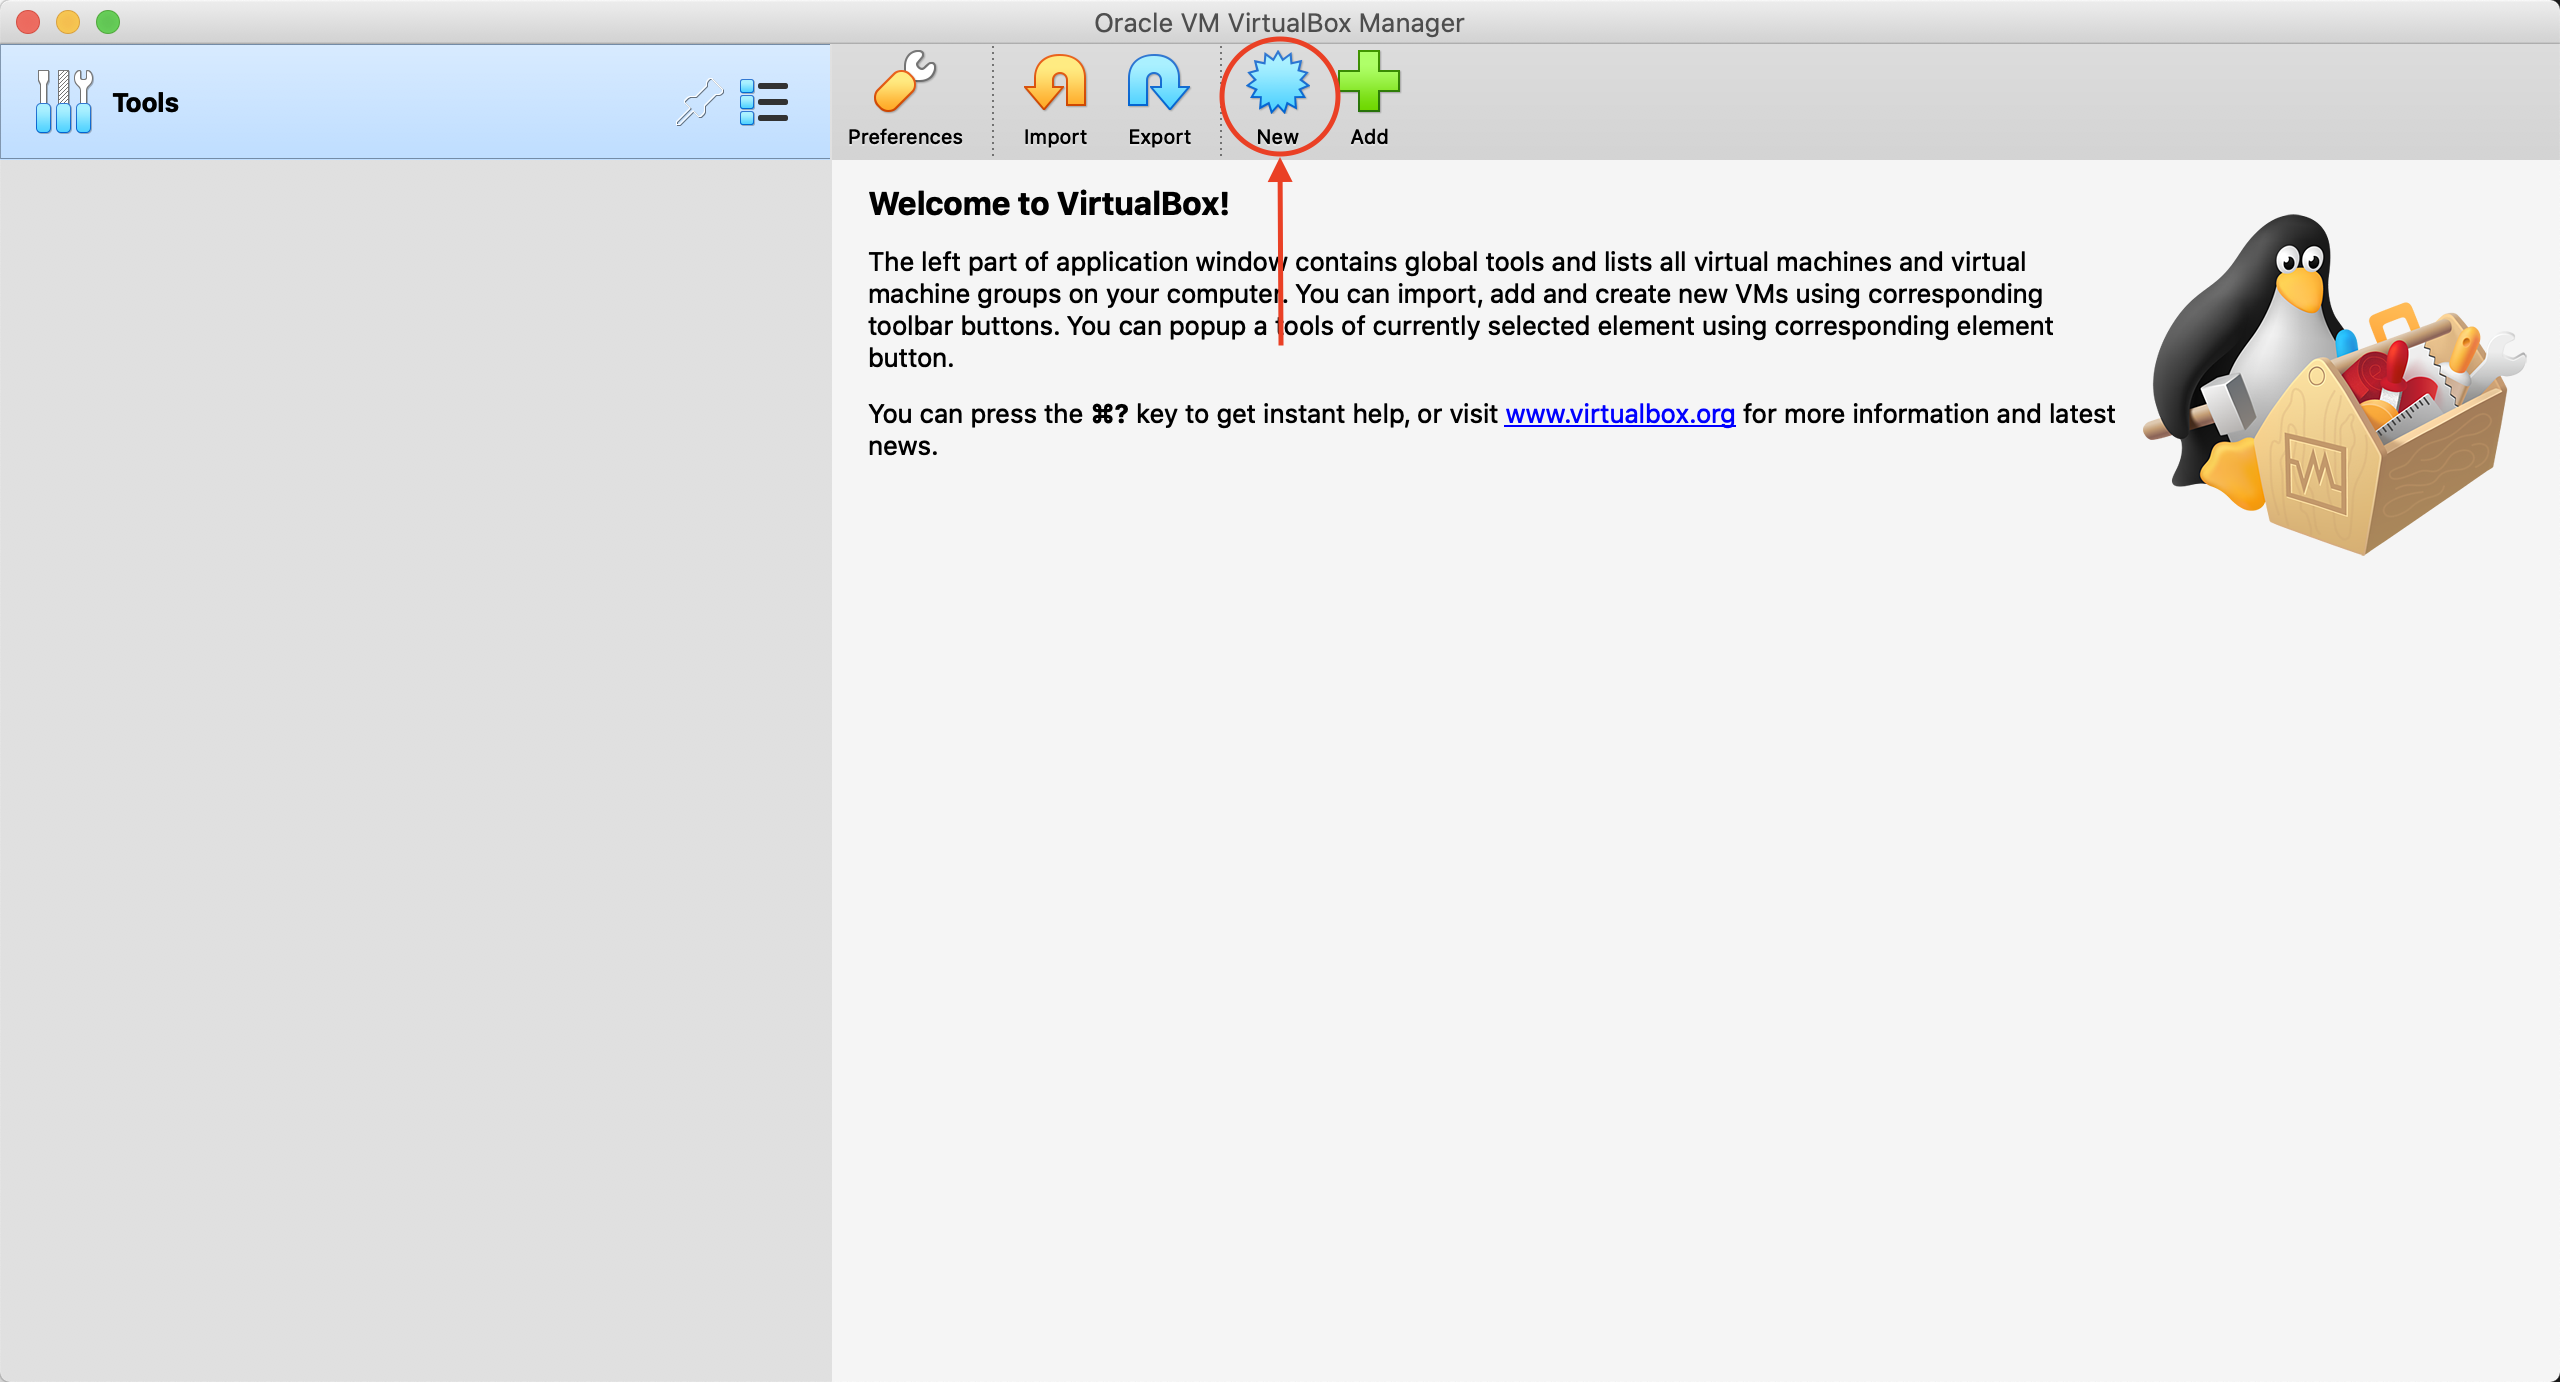 Oracle VM VirtualBox Manager
Tools
Preferences
Import
Export
New
Add
Welcome to VirtualBox!
The left part of application window contains global tools and lists all virtual machines and virtual
machine groups on your computer. You can import, add and create new VMs using corresponding
toolbar buttons. You can popup a tools of currently selected element using corresponding element
button.
You can press the ⌘? key to get instant help, or visit www.virtualbox.org for more information and latest
news.